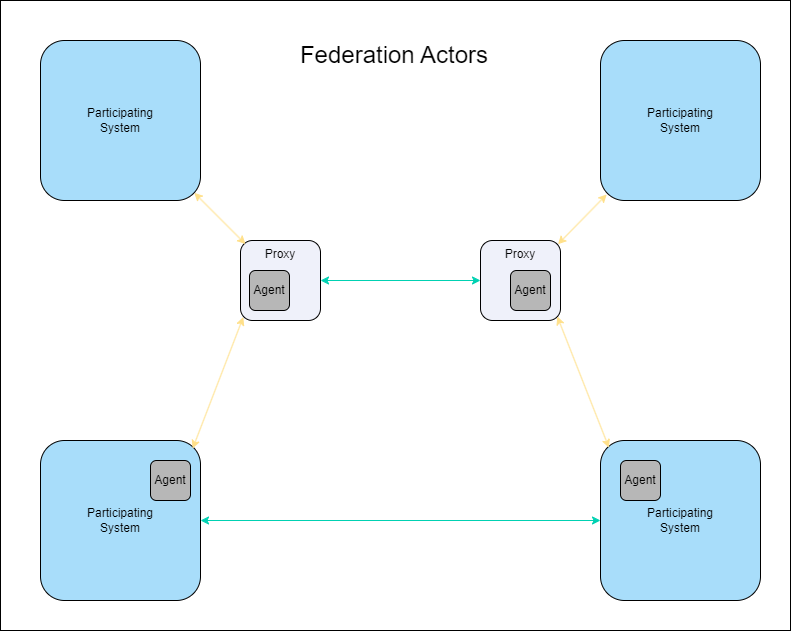 Federation Actors
Participating
System
Participating
System
Proxy
Agent
Proxy
Agent
Agent
Participating
System
Agent
Participating
System